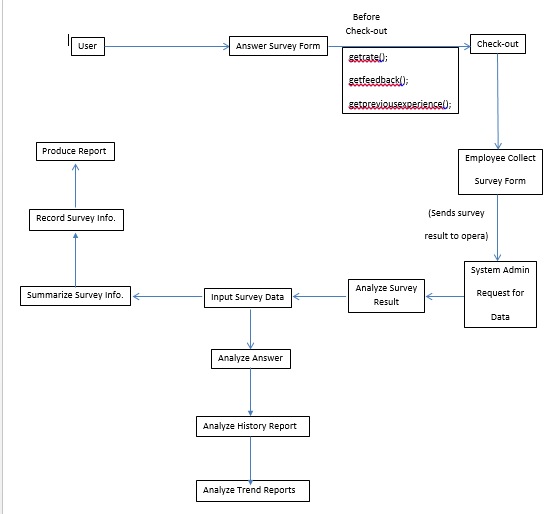 Before
Check-out
User
Answer Survey Form
Check-out
getrate();
getfeedback();
getpreviousexperience();
Employee Collect
Survey Form
(Sends survey
result to opera)
System Admin
Request for
Data
Analyze Survey
Result
Input Survey Data
Summarize Survey Info.
Record Survey Info.
Produce Report
Analyze Answer
Analyze History Report
Analyze Trend Reports